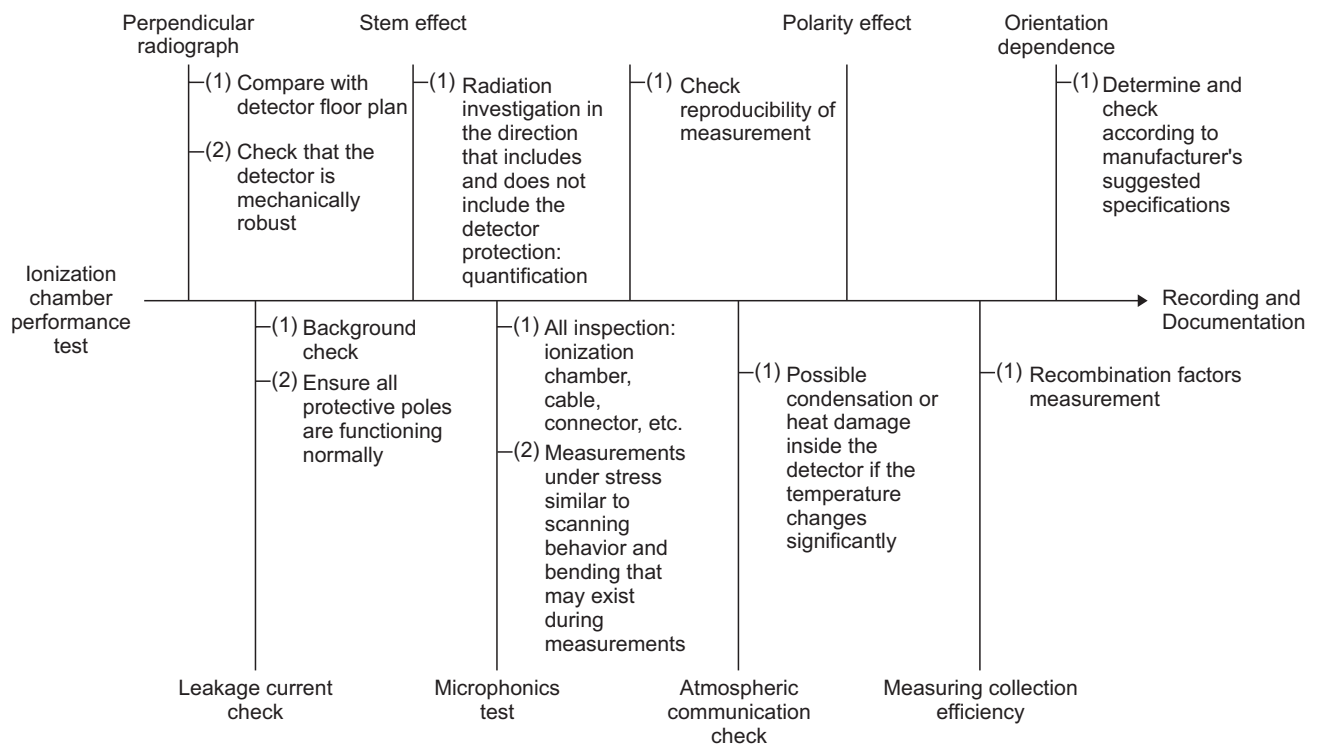 Perpendicular
radiograph
(1) Compare with
detector floor plan
(2) Check that the
detector is
mechanically
robust
Stem effect
(1) Radiation
investigation in
the direction
that includes
and does not
include the
detector
protection:
quantification
(1) Check
reproducibility of
measurement
Polarity effect
Orientation
dependence
(1) Determine and
check
according to
manufacturer's
suggested
specifications
Ionization
chamber
performance
test
Recording and
Documentation
(1) Background
check
(2) Ensure all
protective poles
are functioning
normally
Leakage current
check
(1) All inspection:
ionization
chamber,
cable,
connector, etc.
(2) Measurements
under stress
similar to
scanning
behavior and
bending that
may exist
during
measurements
Microphonics
test
(1) Possible
condensation or
heat damage
inside the
detector if the
temperature
changes
significantly
Atmospheric
communication
check
(1) Recombination factors
measurement
Measuring collection
efficiency